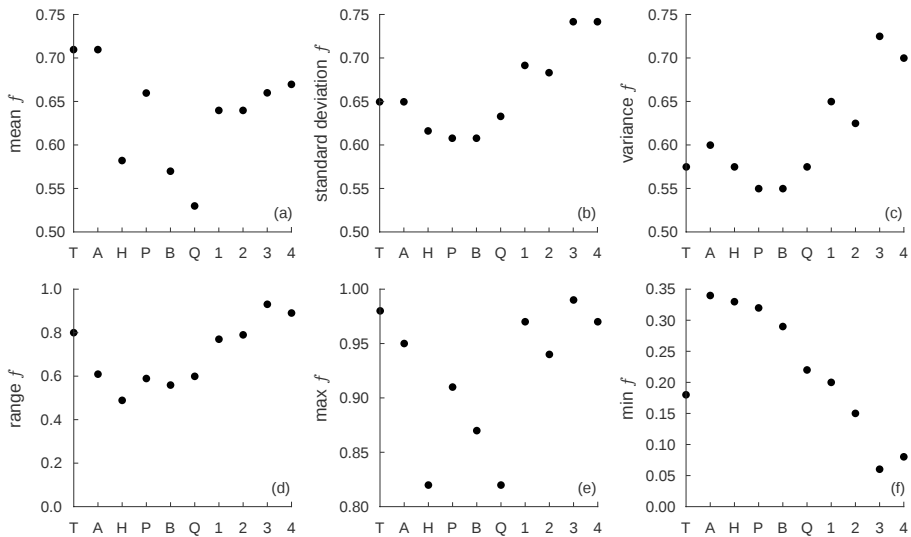 mean f
0.75
0.70
0.65
0.60
0.55
0.50
T A H P B Q 1 2 3 4
(a)
standard deviation f
0.75
0.70
0.65
0.60
0.55
0.50
T A H P B Q 1 2 3 4
(b)
variance f
0.75
0.70
0.65
0.60
0.55
0.50
T A H P B Q 1 2 3 4
(c)
range f
1.0
0.8
0.6
0.4
0.2
0.0
T A H P B Q 1 2 3 4
(d)
max f
1.00
0.95
0.90
0.85
0.80
T A H P B Q 1 2 3 4
(e)
min f
0.35
0.30
0.25
0.20
0.15
0.10
0.05
0.00
T A H P B Q 1 2 3 4
(f)